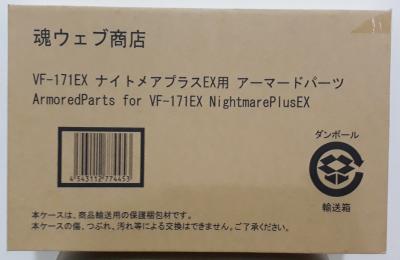 魂ウェブ商店
VF-171EX ナイトメアプラスEX用 アーマードパーツ
ArmoredParts for VF-171EX NightmarePlusEX
4543112774453
ダンボール
輸送箱
本ケースは、商品輸送用の保護梱包材です。
本ケースの傷、つぶれ、汚れ等による交換はできません。ご了承ください。